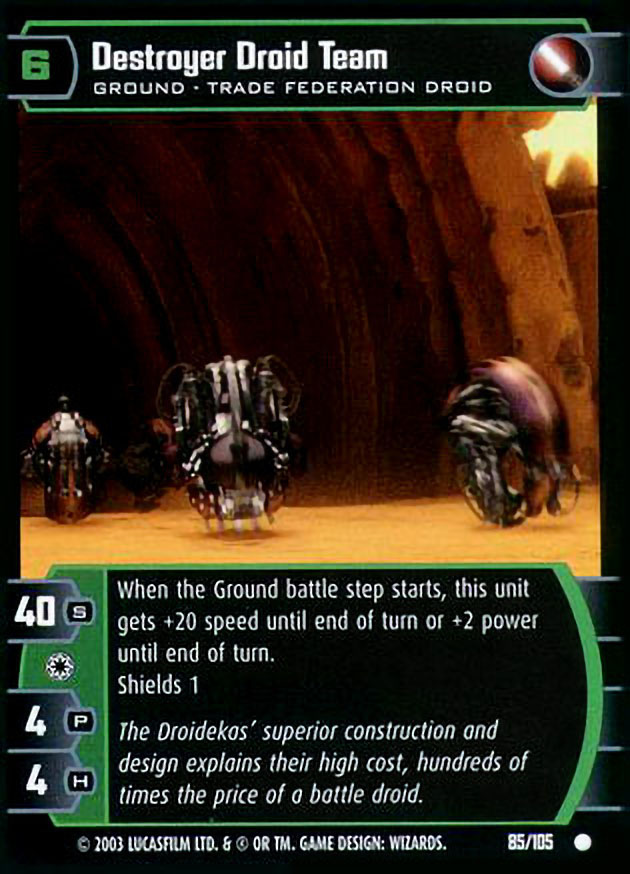 6
Destroyer Droid Team
GROUND · TRADE FEDERATION DROID
40 S
4 P
4 H
When the Ground battle step starts, this unit
gets +20 speed until end of turn or +2 power
until end of turn.
Shields 1
The Droidekas' superior construction and
design explains their high cost, hundreds of
times the price of a battle droid.
© 2003 LUCASFILM LTD. & ® OR TM. GAME DESIGN: WIZARDS.
85/105